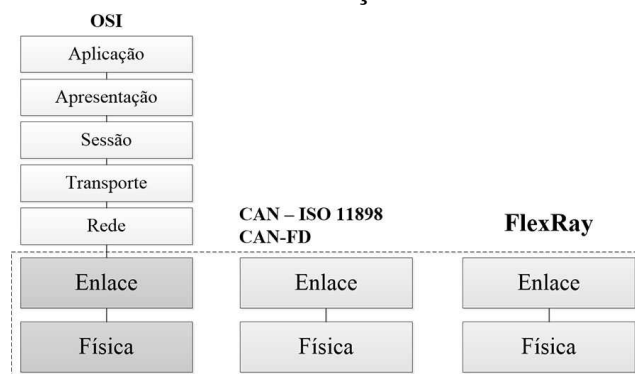 OSI
Aplicação
Apresentação
Sessão
Transporte
Rede
Enlace
Física
CAN – ISO 11898
CAN-FD
Enlace
Física
FlexRay
Enlace
Física